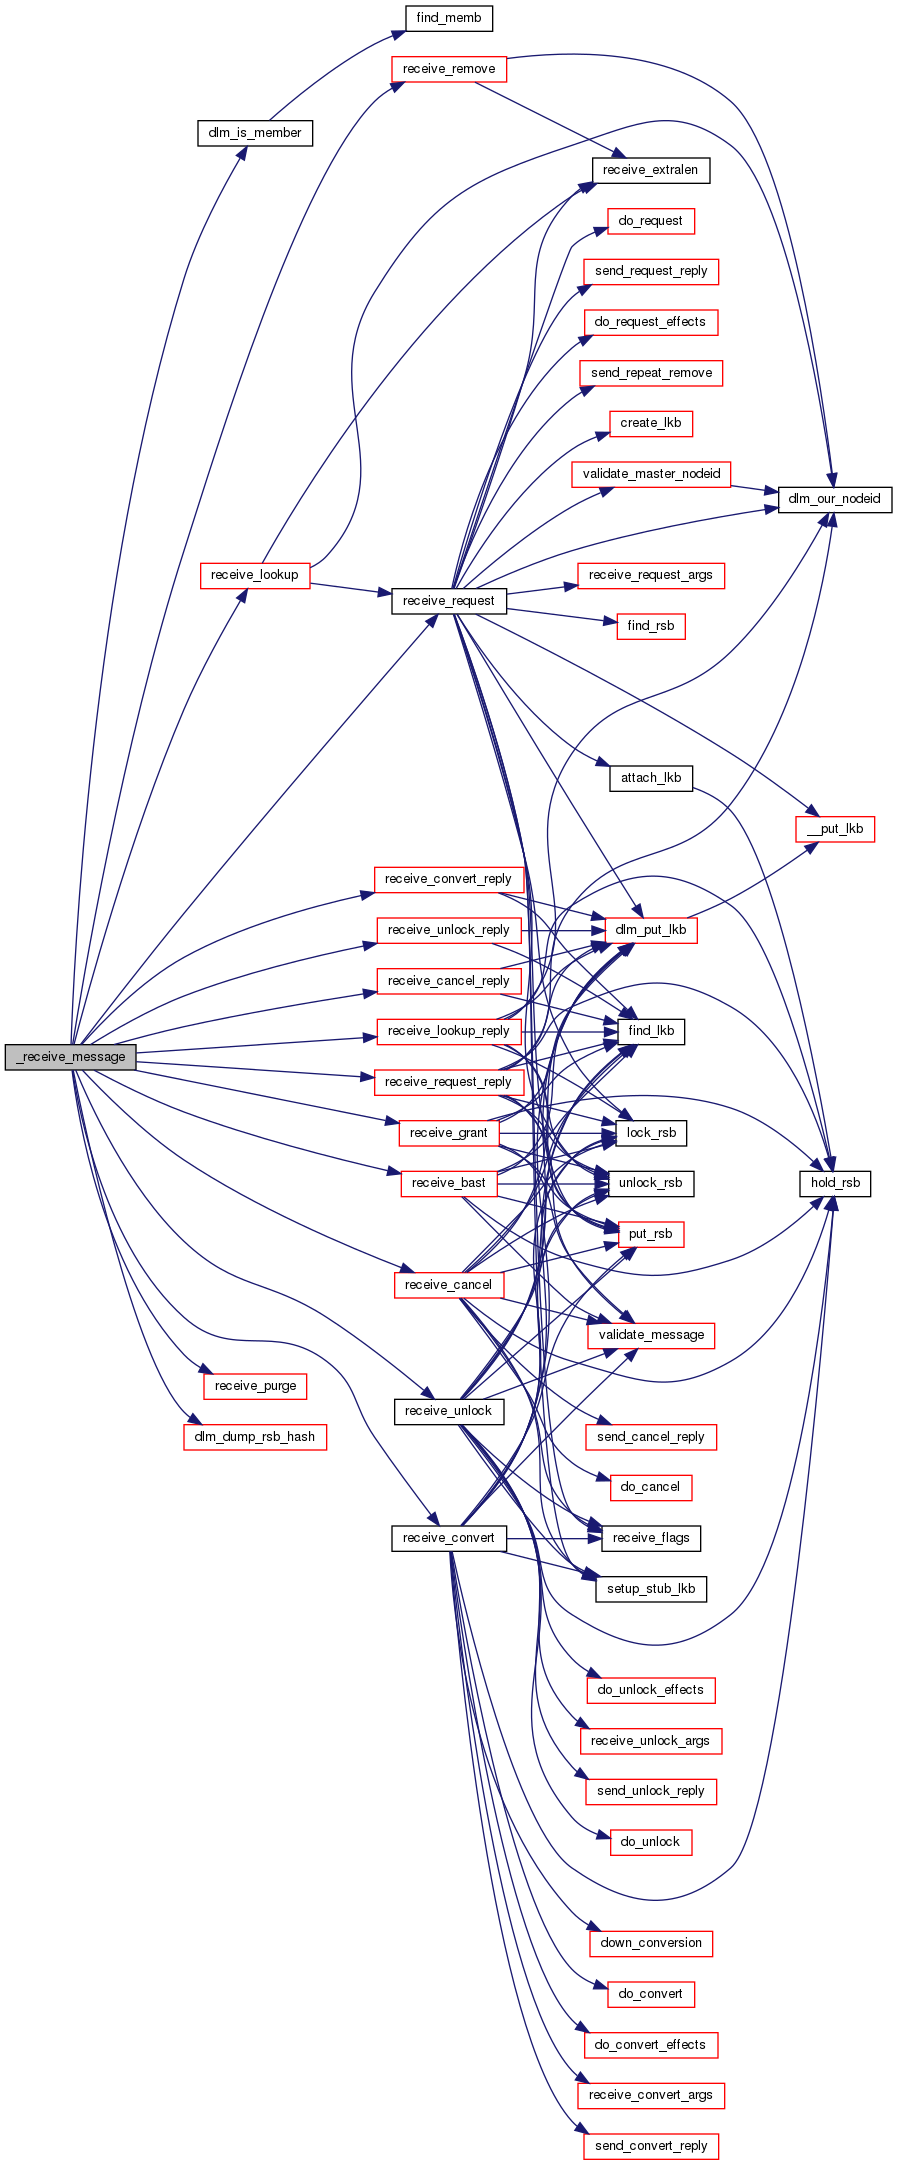 find_memb
receive_remove
dlm_is_member
receive_extralen
do_request
send_request_reply
do_request_effects
send_repeat_remove
create_lkb
validate_master_nodeid
dlm_our_nodeid
receive_lookup
receive_request_args
receive_request
find_rsb
attach_lkb
__put_lkb
receive_convert_reply
receive_unlock_reply
dlm_put_lkb
receive_cancel_reply
receive_lookup_reply
find_lkb
_receive_message
receive_request_reply
receive_grant
lock_rsb
receive_bast
unlock_rsb
hold_rsb
put_rsb
receive_cancel
validate_message
receive_purge
receive_unlock
dlm_dump_rsb_hash
send_cancel_reply
do_cancel
receive_convert
receive_flags
setup_stub_lkb
do_unlock_effects
receive_unlock_args
send_unlock_reply
do_unlock
down_conversion
do_convert
do_convert_effects
receive_convert_args
send_convert_reply